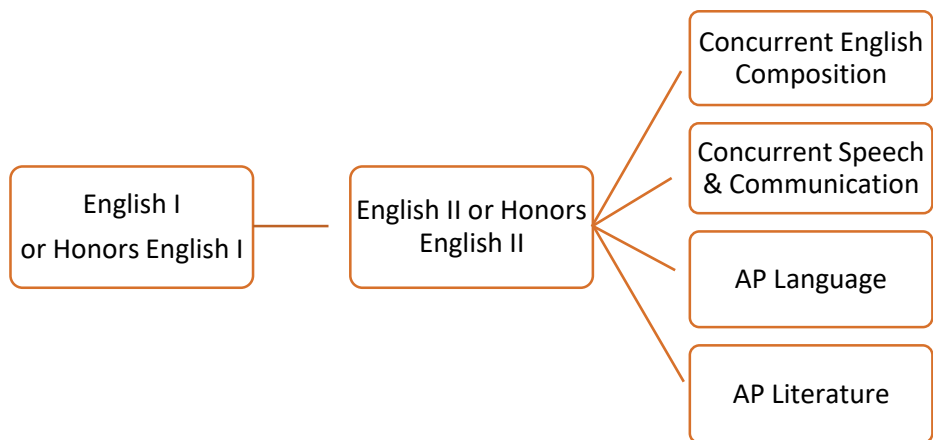 English I
or Honors English I
English II or Honors
English II
Concurrent English
Composition
Concurrent Speech
& Communication
AP Language
AP Literature